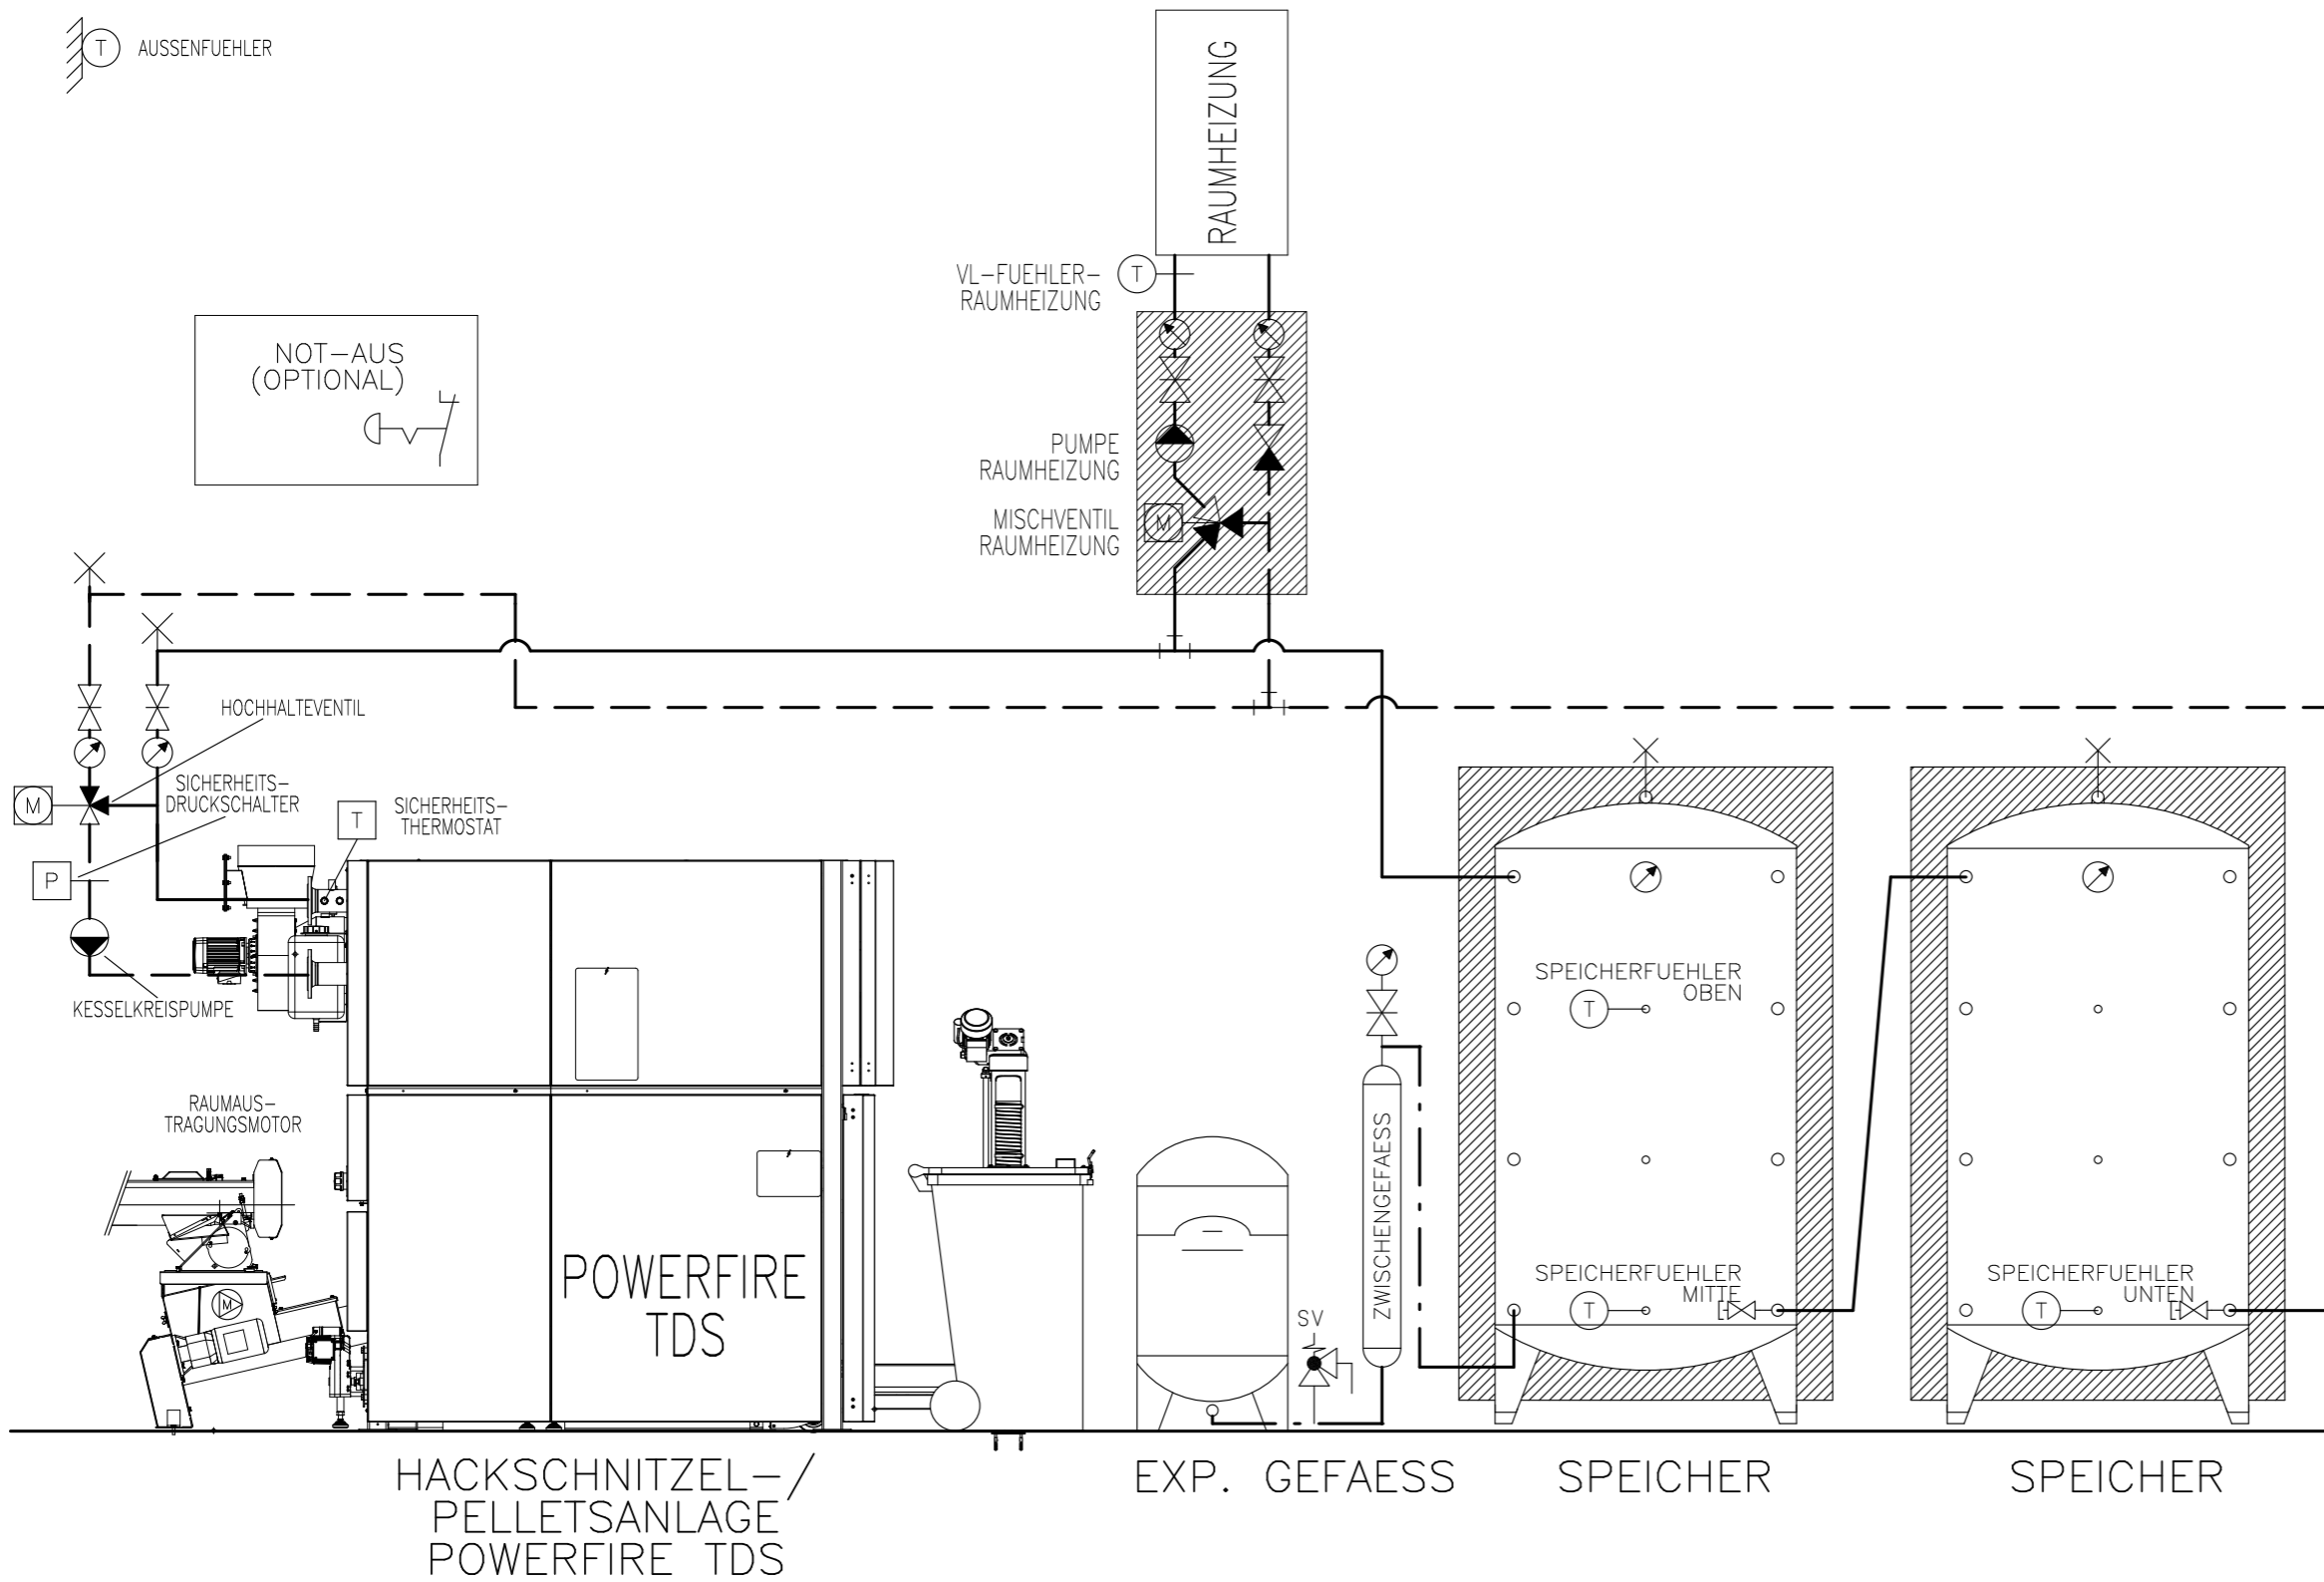 T
AUSSENFUEHLER
RAUMHEIZUNG
VL-FUEHLER-
RAUMHEIZUNG
T
NOT-AUS
(OPTIONAL)
PUMPE
RAUMHEIZUNG
MISCHVENTIL
RAUMHEIZUNG
M
HOCHHALTEVENTIL
SICHERHEITS-
DRUCKSCHALTER
M
T
SICHERHEITS-
THERMOSTAT
P
KESSELKREISPUMPE
SPEICHERFUEHLER
OBEN
T
RAUMAUS-
TRAGUNGSMOTOR
M
POWERFIRE
TDS
ZWISCHENGEFAESS
SV
SPEICHERFUEHLER
MITTE
T
SPEICHERFUEHLER
UNTEN
T
HACKSCHNITZEL-
PELLETSANLAGE
POWERFIRE TDS
EXP. GEFAESS
SPEICHER
SPEICHER